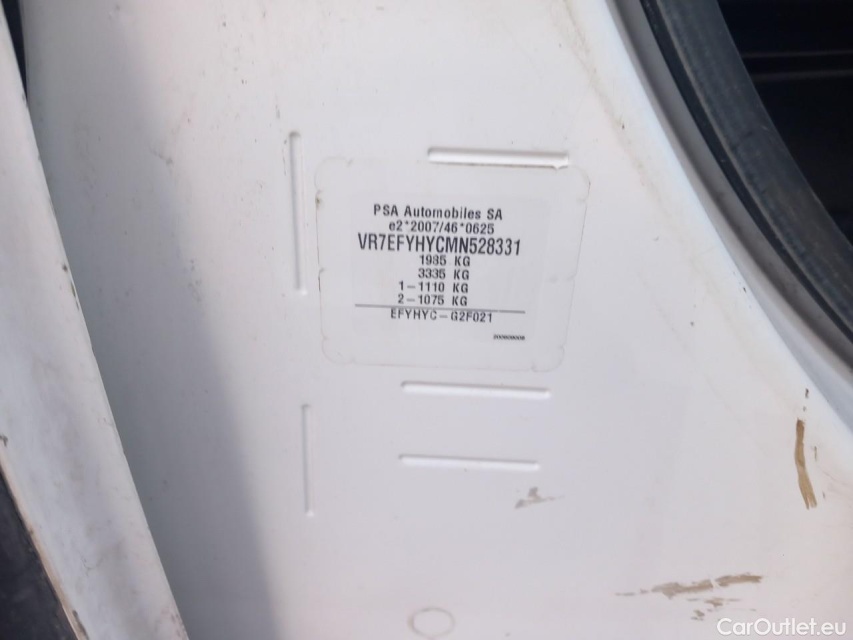 PSA Automobiles SA
e2*2007/46*0625
VR7EFYHYCMN528331
1985 KG
3335 KG
1-1110 KG
2-1075 KG
EFYHYC-G2F021
CarOutlet.eu